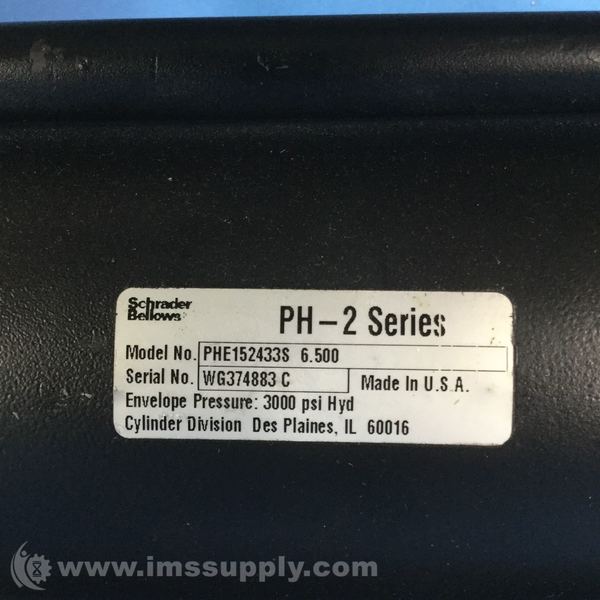 Schrader
Bellows
PH-2 Series
Model No. PHE152433S 6.500
Serial No. WG374883 C Made In U.S.A.
Envelope Pressure: 3000 psi Hyd
Cylinder Division Des Plaines, IL 60016
www.imssupply.com